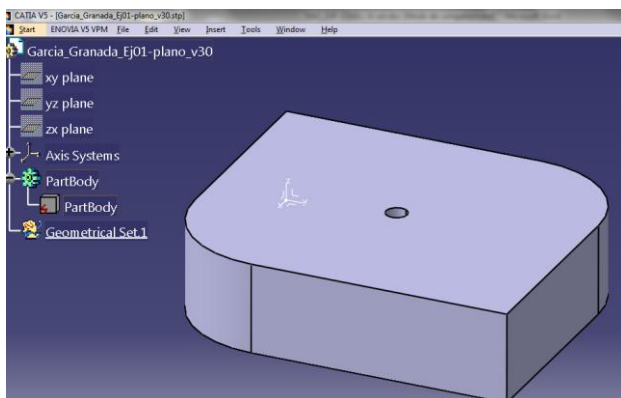 CATIA V5 - [Garcia_Granada_Ej01-plano_v30.stp]
Start ENOVIA V5 VPM File Edit View Insert Tools Window Help
Garcia_Granada_Ej01-plano_v30
xy plane
yz plane
zx plane
Axis Systems
PartBody
PartBody
Geometrical Set.1